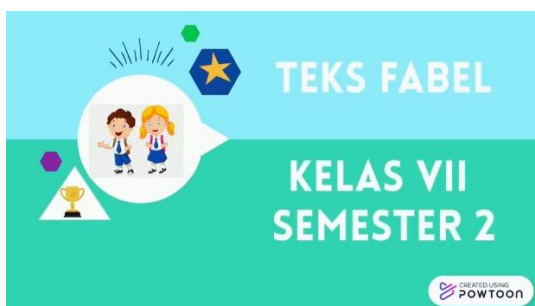 TEKS FABEL
KELAS VII
SEMESTER 2
CREATED USING
POWTOON